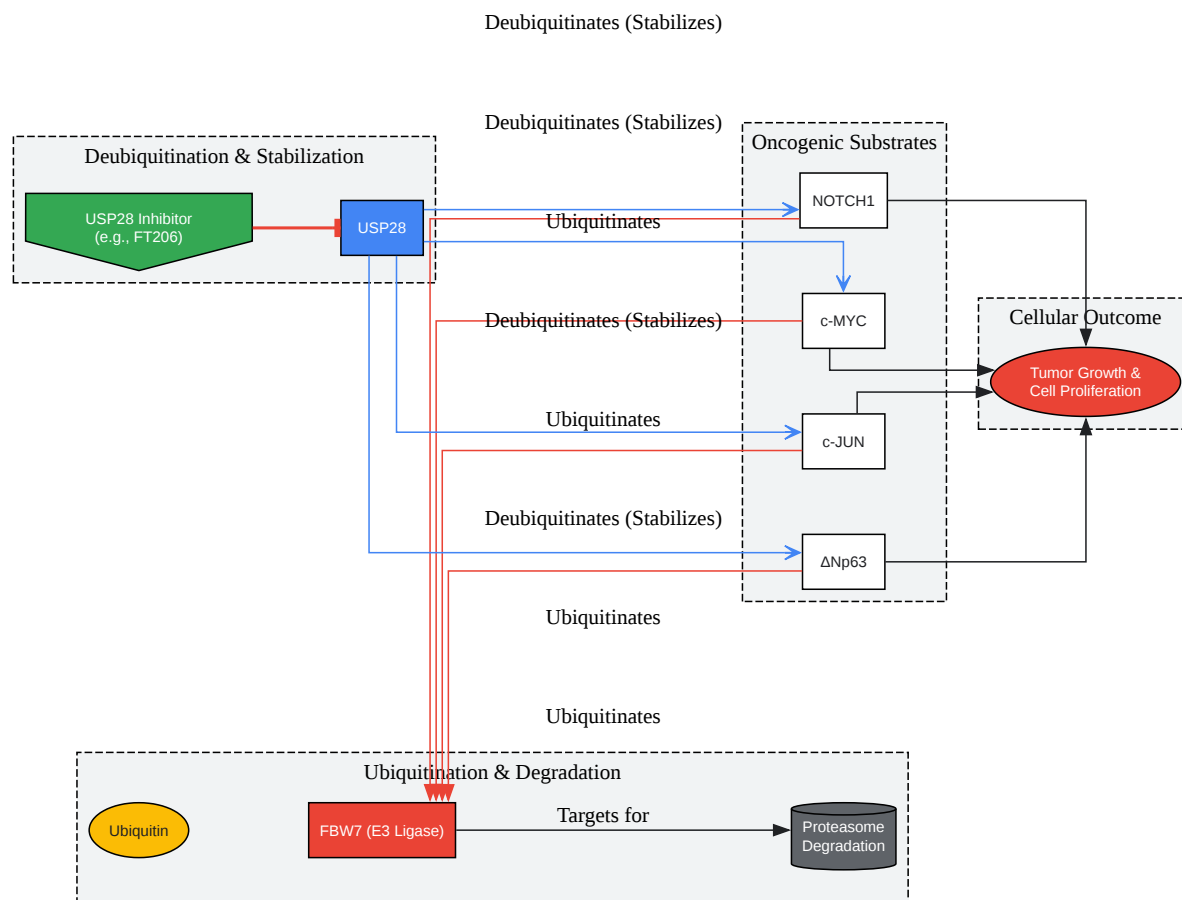 Deubiquitinates (Stabilizes)
Deubiquitinates (Stabilizes)
Oncogenic Substrates
Deubiquitination & Stabilization
NOTCH1
USP28 Inhibitor
(e.g., FT206)
USP28
Ubiquitinates
Deubiquitinates (Stabilizes)
c-MYC
Cellular Outcome
Tumor Growth &
Cell Proliferation
Ubiquitinates
c-JUN
Deubiquitinates (Stabilizes)
ΔNp63
Ubiquitinates
Ubiquitinates
Ubiquitination & Degradation
Ubiquitin
FBW7 (E3 Ligase)
Targets for
Proteasome
Degradation